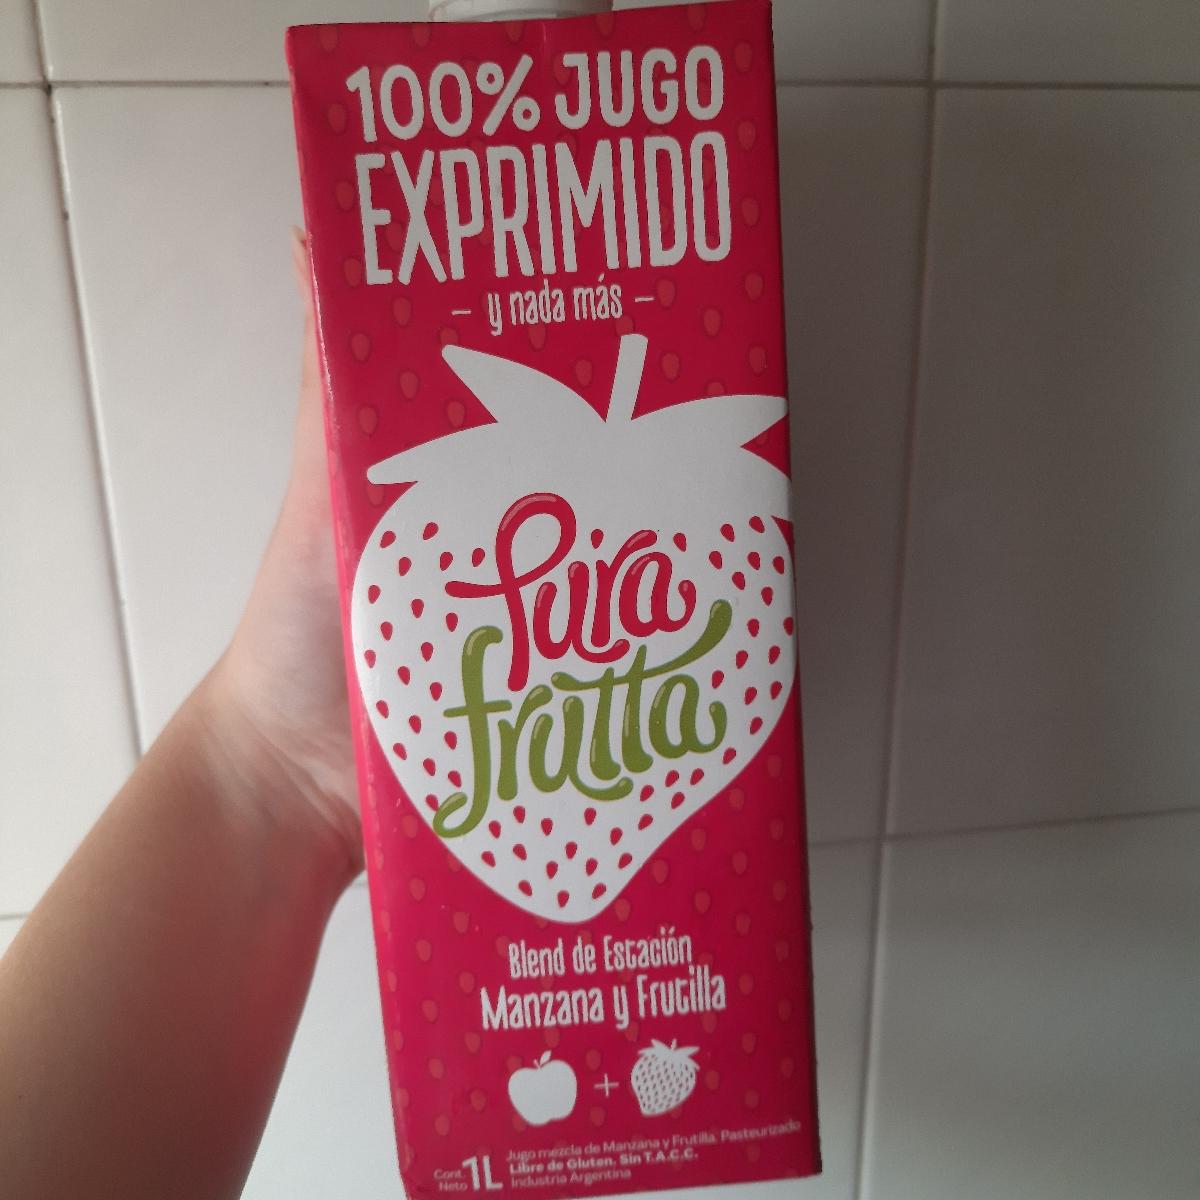 100% JUGO
EXPRIMIDO
- y nada más -
Pura
frutta
Blend de Estación
Manzana y Frutilla
+
Cont. Neto 1L
Jugo mezcla de Manzana y Frutilla. Pasteurizado
Libre de Gluten. Sin T.A.C.C.
Industria Argentina